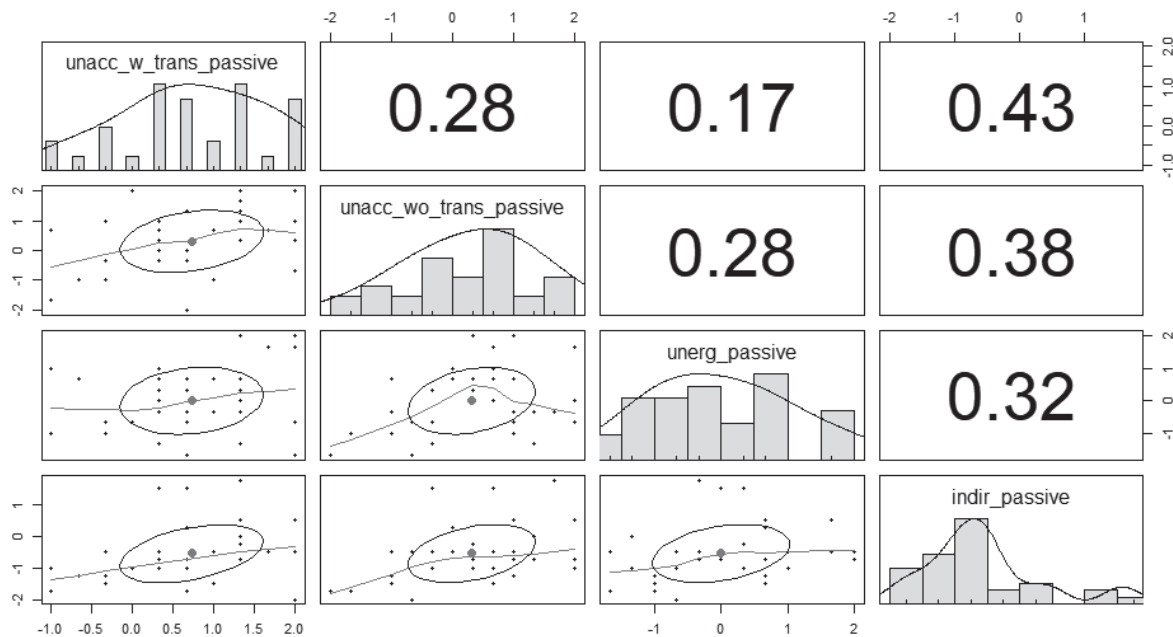 -2 -1 0 1 2 -2 -1 0 1
unacc_w_trans_passive
0.28 0.17 0.43
-1.0 0.0 1.0 2.0
-2 -1 0 1 2
unacc_wo_trans_passive
0.28 0.38
unerg_passive
0.32
-1 0 1 2
-2 -1 0 1
indir_passive
-1.0 -0.5 0.0 0.5 1.0 1.5 2.0 -1 0 1 2